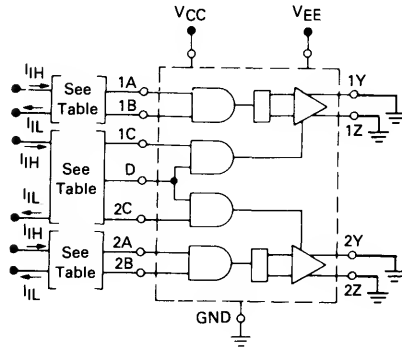 VCC
VEE
IIH
IIL
See
Table
1A
1B
1Y
1Z
IIH
IIL
See
Table
1C
D
2C
IIH
IIL
See
Table
2A
2B
2Y
2Z
GND